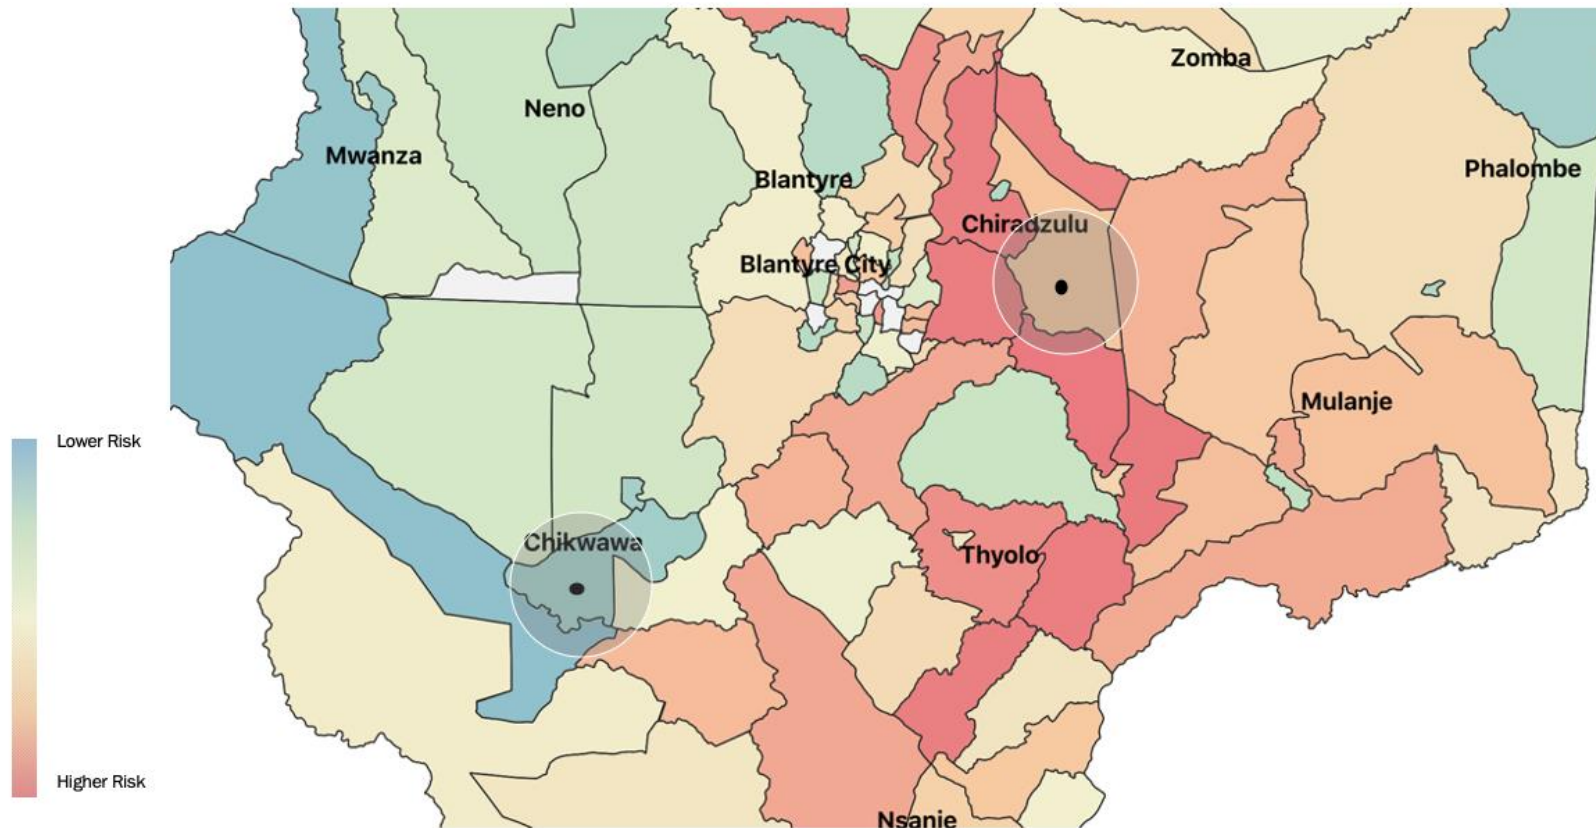 Zomba
Neno
Mwanza
Phalombe
Blantyre
Chiradzulu
Blantyre City
Mulanje
Lower Risk
Chikwawa
Thyolo
Higher Risk
Nsanje